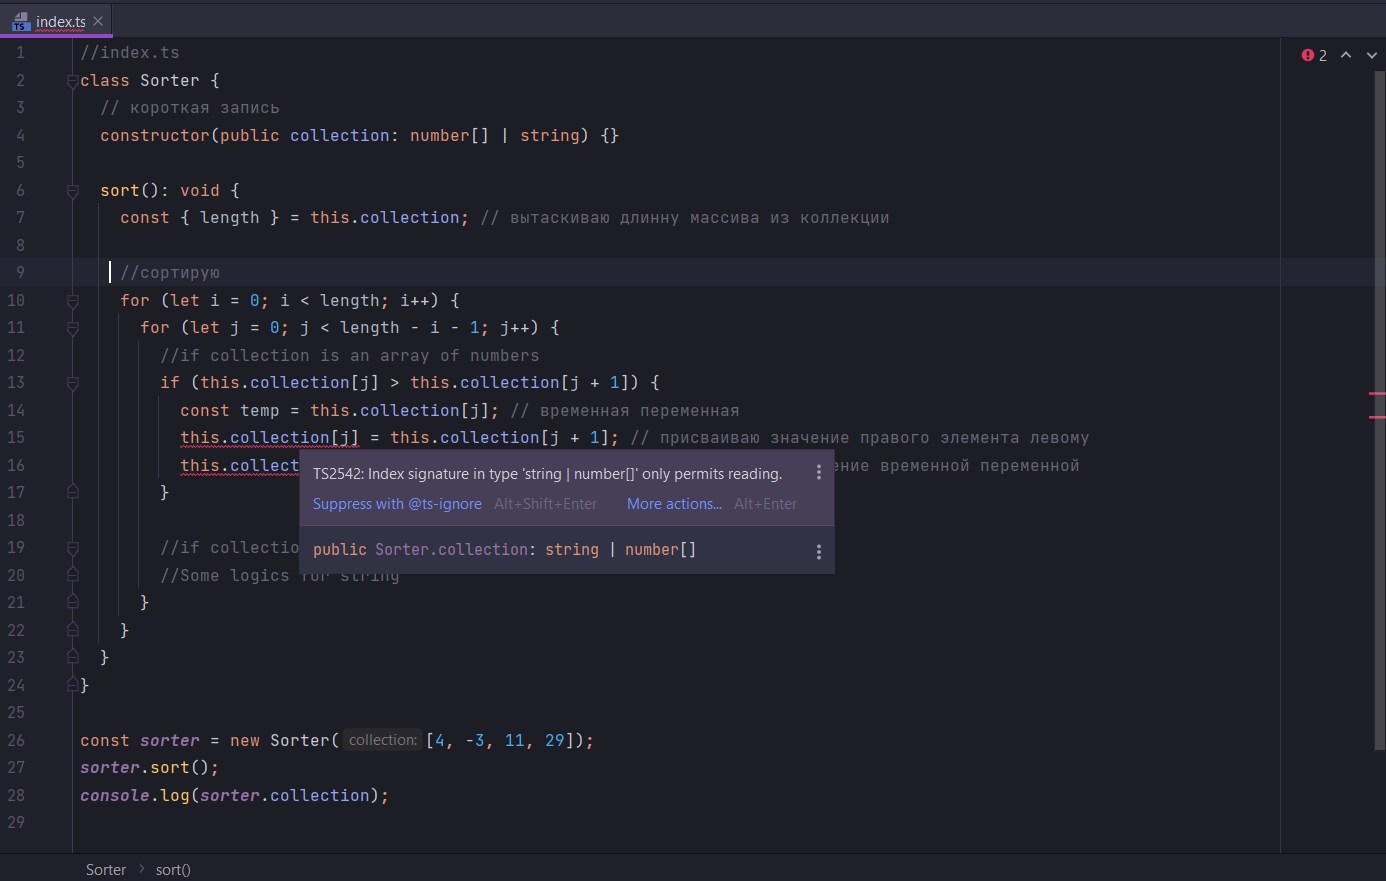 index.ts
2
1 //index.ts
2 class Sorter {
3 // короткая запись
4 constructor(public collection: number[] | string) {}
5
6 sort(): void {
7 const { length } = this.collection; // вытаскиваю длинну массива из коллекции
8
9 //сортирую
10 for (let i = 0; i < length; i++) {
11 for (let j = 0; j < length - i - 1; j++) {
12 //if collection is an array of numbers
13 if (this.collection[j] > this.collection[j + 1]) {
14 const temp = this.collection[j]; // временная переменная
15 this.collection[j] = this.collection[j + 1]; // присваиваю значение правого элемента левому
16 this.collect ение временной переменной
TS2542: Index signature in type 'string | number[]' only permits reading.
Suppress with @ts-ignore Alt+Shift+Enter More actions... Alt+Enter
public Sorter.collection: string | number[]
17 }
18
19 //if collectio
20 //Some logics for string
21 }
22 }
23 }
24 }
25
26 const sorter = new Sorter( collection: [4, -3, 11, 29]);
27 sorter.sort();
28 console.log(sorter.collection);
29
Sorter > sort()